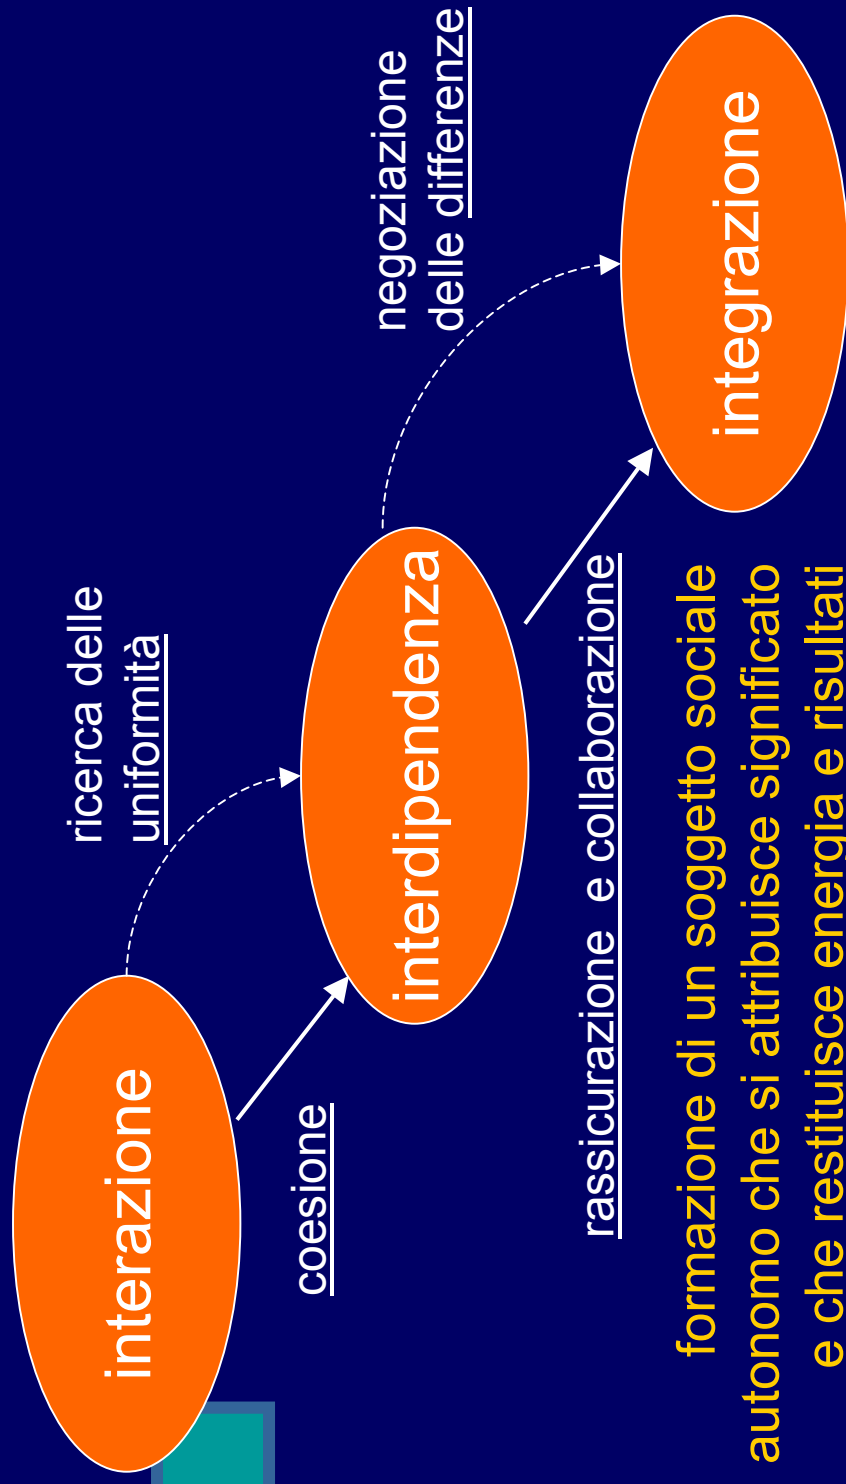 interazione
ricerca delle
uniformità
coesione
interdipendenza
negoziazione
delle differenze
rassicurazione e collaborazione
integrazione
formazione di un soggetto sociale
autonomo che si attribuisce significato
e che restituisce energia e risultati